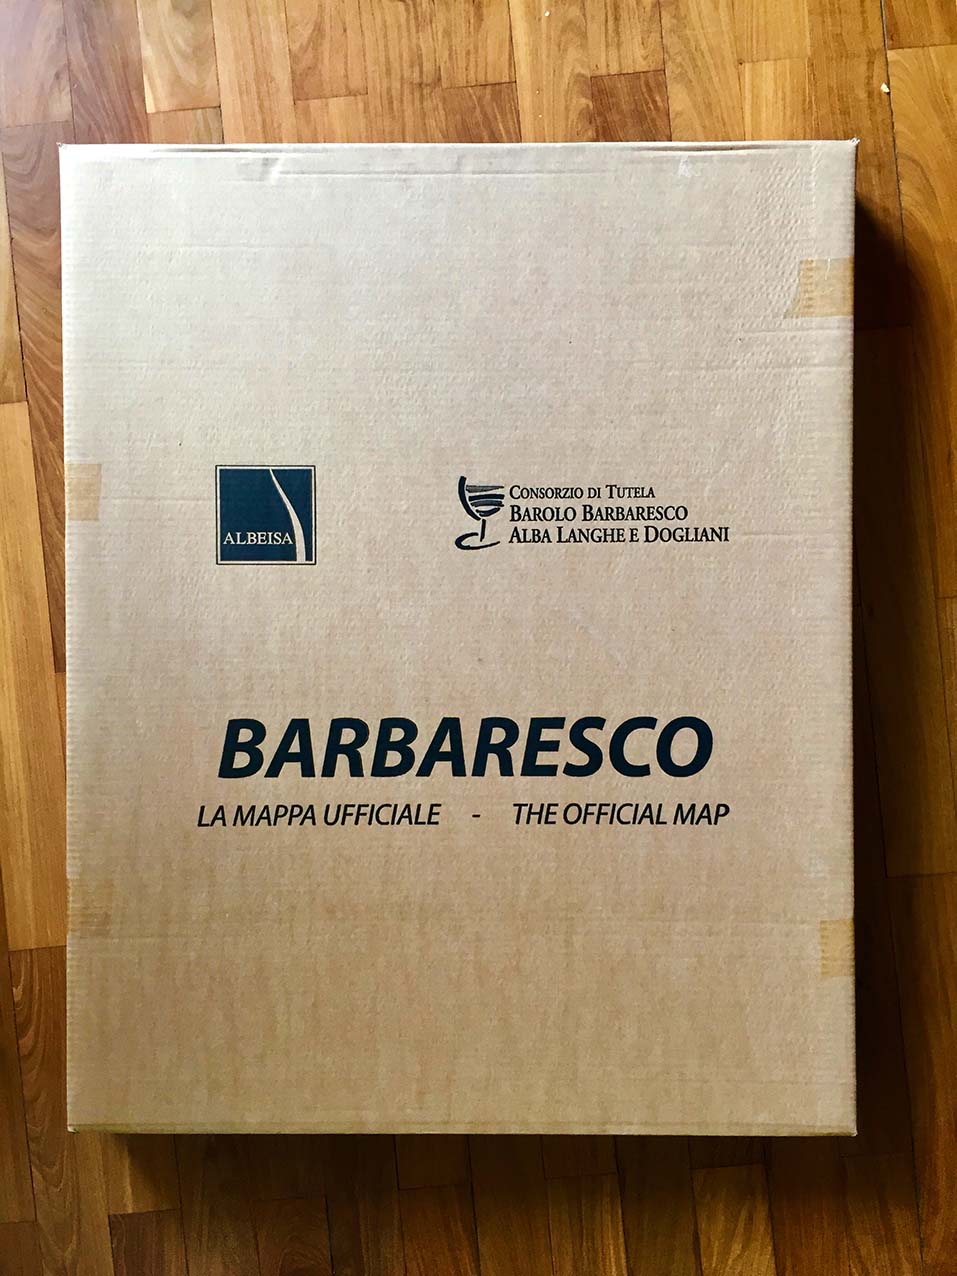 ALBEISA
CONSORZIO DI TUTELA
BAROLO BARBARESCO
ALBA LANGHE E DOGLIANI
BARBARESCO
LA MAPPA UFFICIALE - THE OFFICIAL MAP